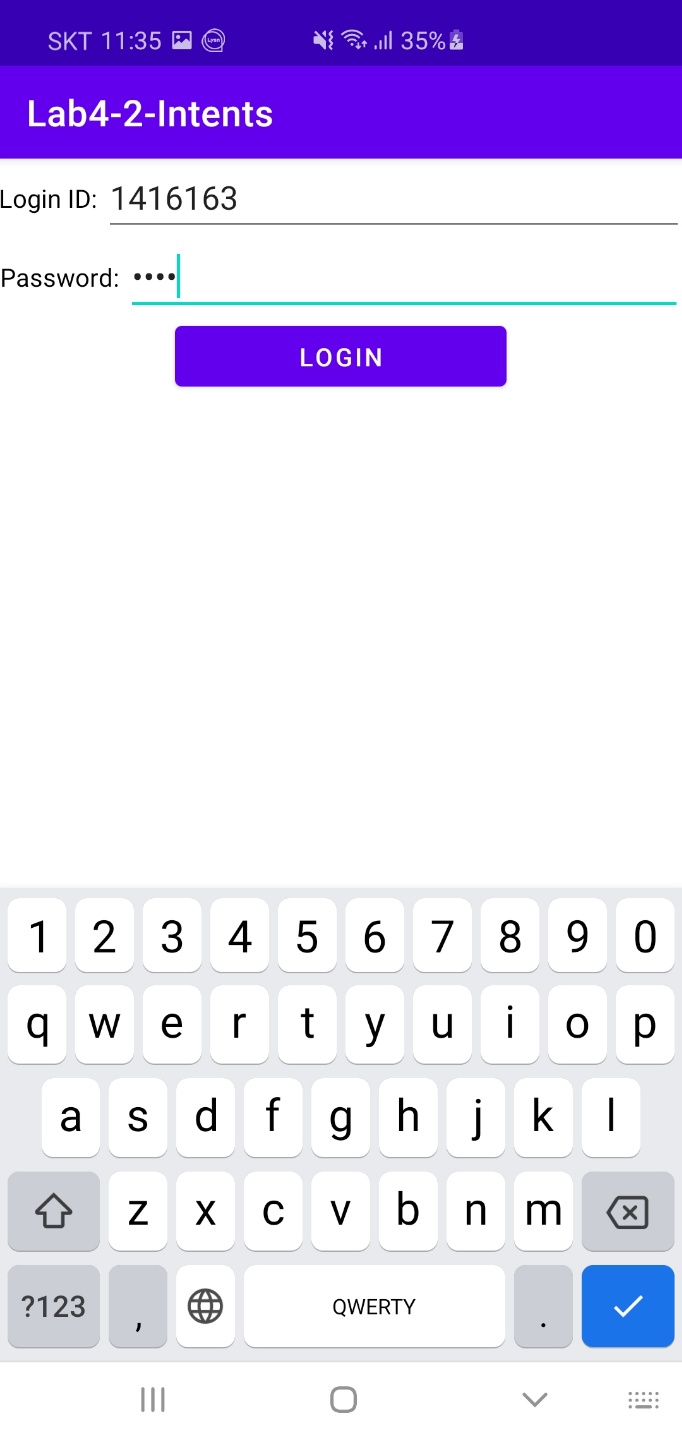 SKT 11:35 35%
Lab4-2-Intents
Login ID: 1416163
Password: ••••
LOGIN
1 2 3 4 5 6 7 8 9 0
q w e r t y u i o p
a s d f g h j k l
z x c v b n m
?123 , QWERTY .